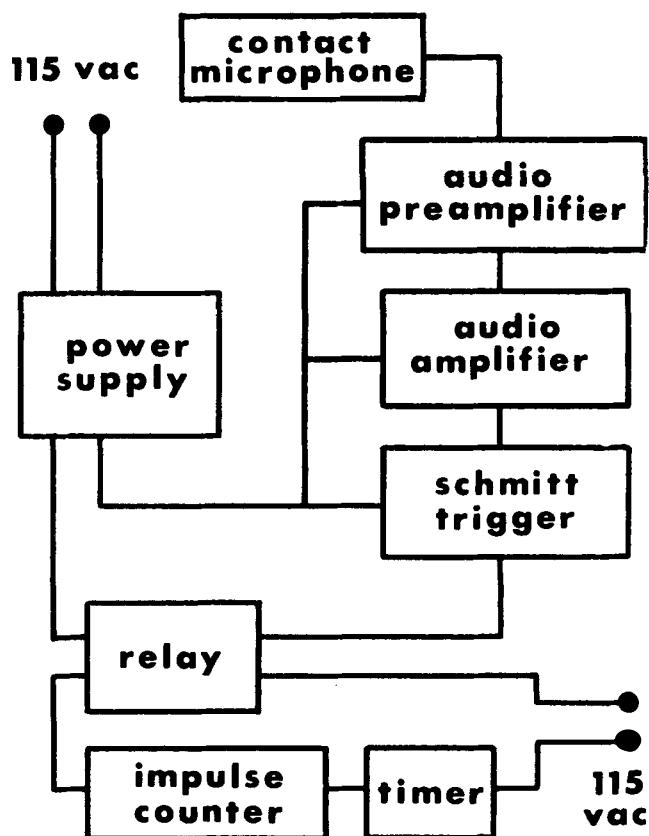 contact
microphone
115 vac
audio
preamplifier
power
supply
audio
amplifier
schmitt
trigger
relay
impulse
counter
timer
115
vac